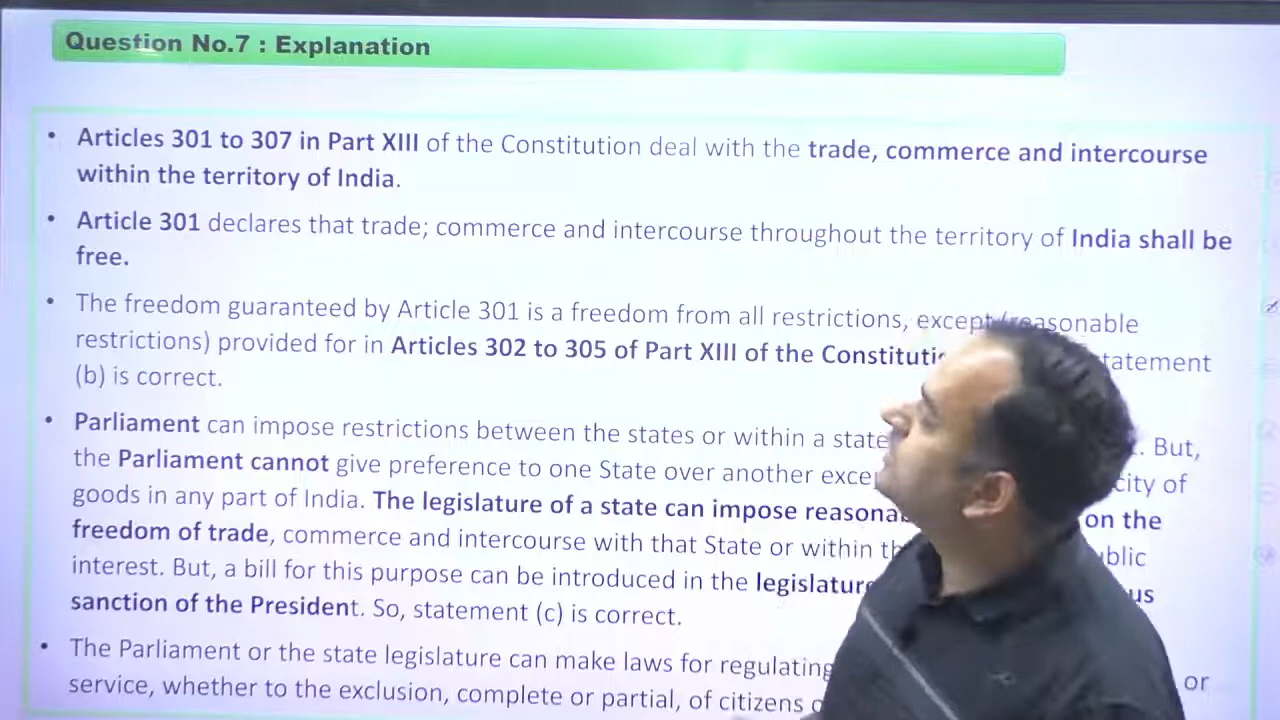 Question No.7 : Explanation
• Articles 301 to 307 in Part XIII of the Constitution deal with the trade, commerce and intercourse
within the territory of India.
• Article 301 declares that trade; commerce and intercourse throughout the territory of India shall be
free.
• The freedom guaranteed by Article 301 is a freedom from all restrictions, except (reasonable
restrictions) provided for in Articles 302 to 305 of Part XIII of the
(b) is correct.
• Parliament can impose restrictions between the states or within a state . But,
the Parliament cannot give preference to one State over another
goods in any part of India. The legislature of a state can impose on the
freedom of trade, commerce and intercourse with that State or within
interest. But, a bill for this purpose can be introduced in the
sanction of the President. So, statement (c) is correct.
• The Parliament or the state legislature can make laws for regulating or
service, whether to the exclusion, complete or partial, of citizens